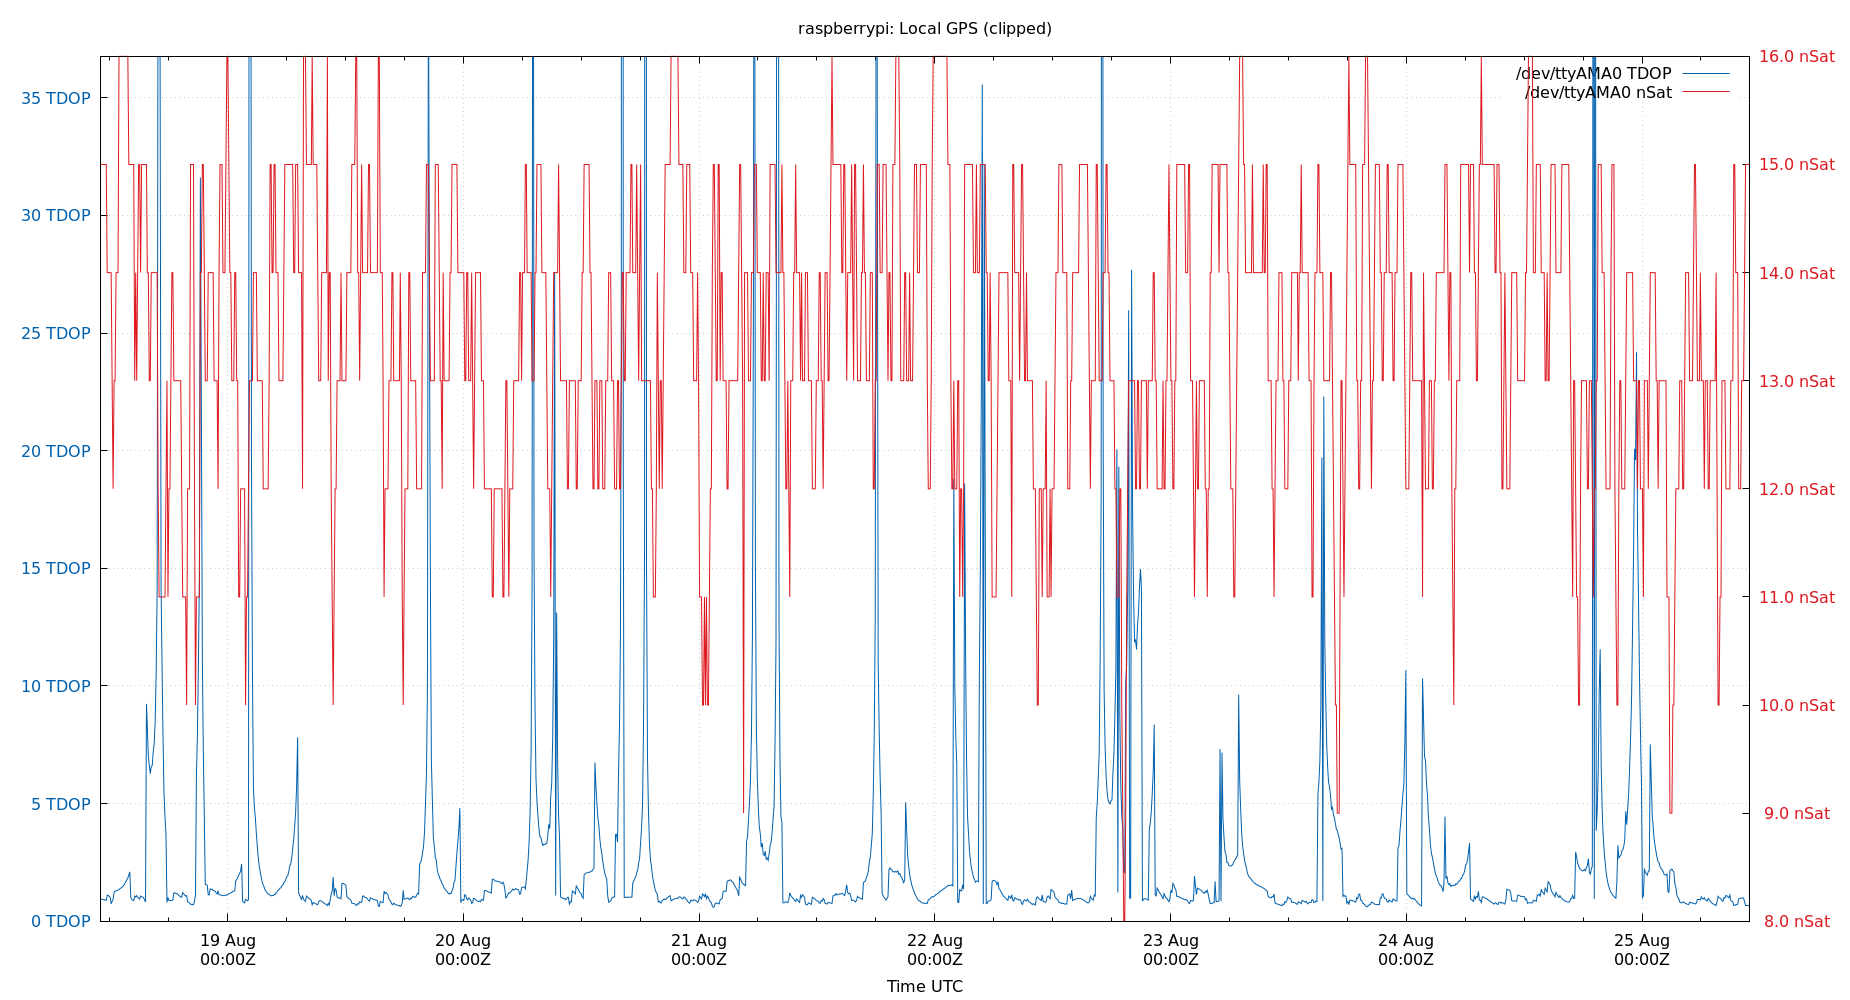 raspberrypi: Local GPS (clipped)
/dev/ttyAMA0 TDOP
/dev/ttyAMA0 nSat
35 TDOP
30 TDOP
25 TDOP
20 TDOP
15 TDOP
10 TDOP
5 TDOP
0 TDOP
16.0 nSat
15.0 nSat
14.0 nSat
13.0 nSat
12.0 nSat
11.0 nSat
10.0 nSat
9.0 nSat
8.0 nSat
19 Aug
00:00Z
20 Aug
00:00Z
21 Aug
00:00Z
22 Aug
00:00Z
23 Aug
00:00Z
24 Aug
00:00Z
25 Aug
00:00Z
Time UTC